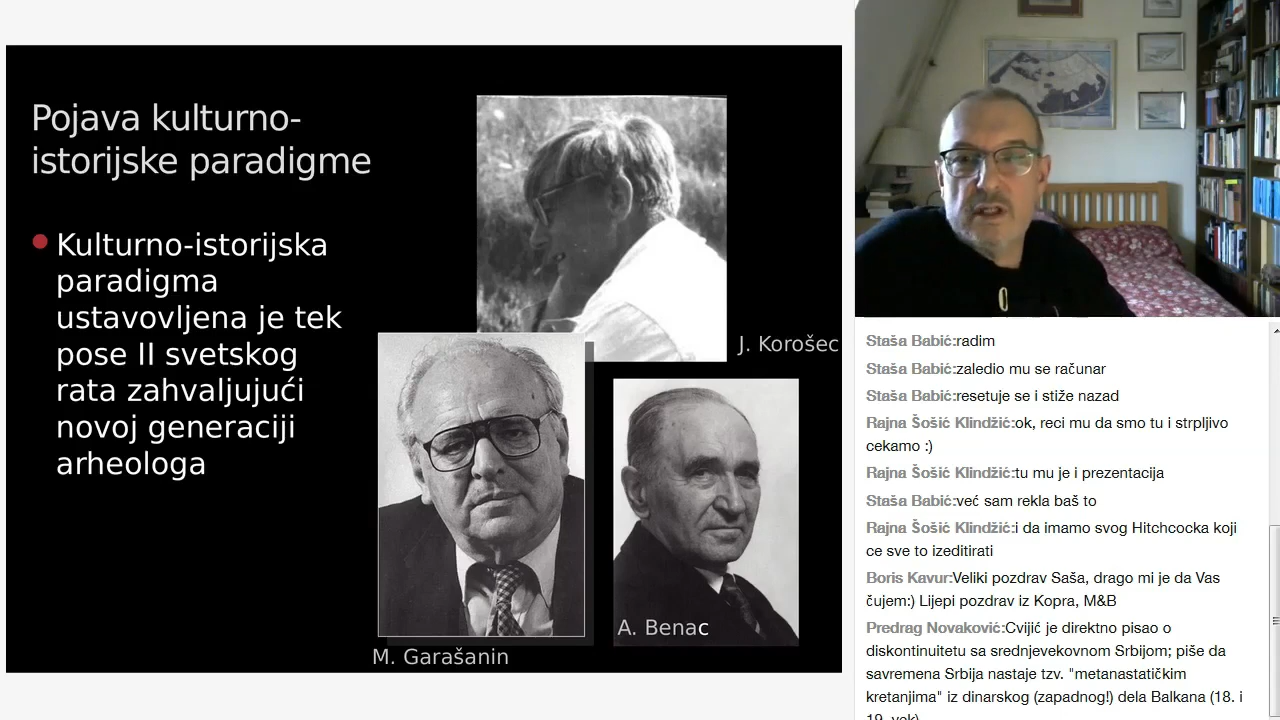 Pojava kulturno-
istorijske paradigme
Kulturno-istorijska
paradigma
ustavovljena je tek
pose II svetskog
rata zahvaljujući
novoj generaciji
arheologa
J. Korošec
A. Benac
M. Garašanin
Staša Babić:radim
Staša Babić:zaledio mu se računar
Staša Babić:resetuje se i stiže nazad
Rajna Šošić Klindžić:ok, reci mu da smo tu i strpljivo
cekamo :)
Rajna Šošić Klindžić:tu mu je i prezentacija
Staša Babić:već sam rekla baš to
Rajna Šošić Klindžić:i da imamo svog Hitchcocka koji
ce sve to izeditirati
Boris Kavur:Veliki pozdrav Saša, drago mi je da Vas
čujem:) Lijepi pozdrav iz Kopra, M&B
Predrag Novaković:Cvijić je direktno pisao o
diskontinuitetu sa srednjevekovnom Srbijom; piše da
savremena Srbija nastaje tzv. "metanastatičkim
kretanjima" iz dinarskog (zapadnog!) dela Balkana (18. i
19. vek)